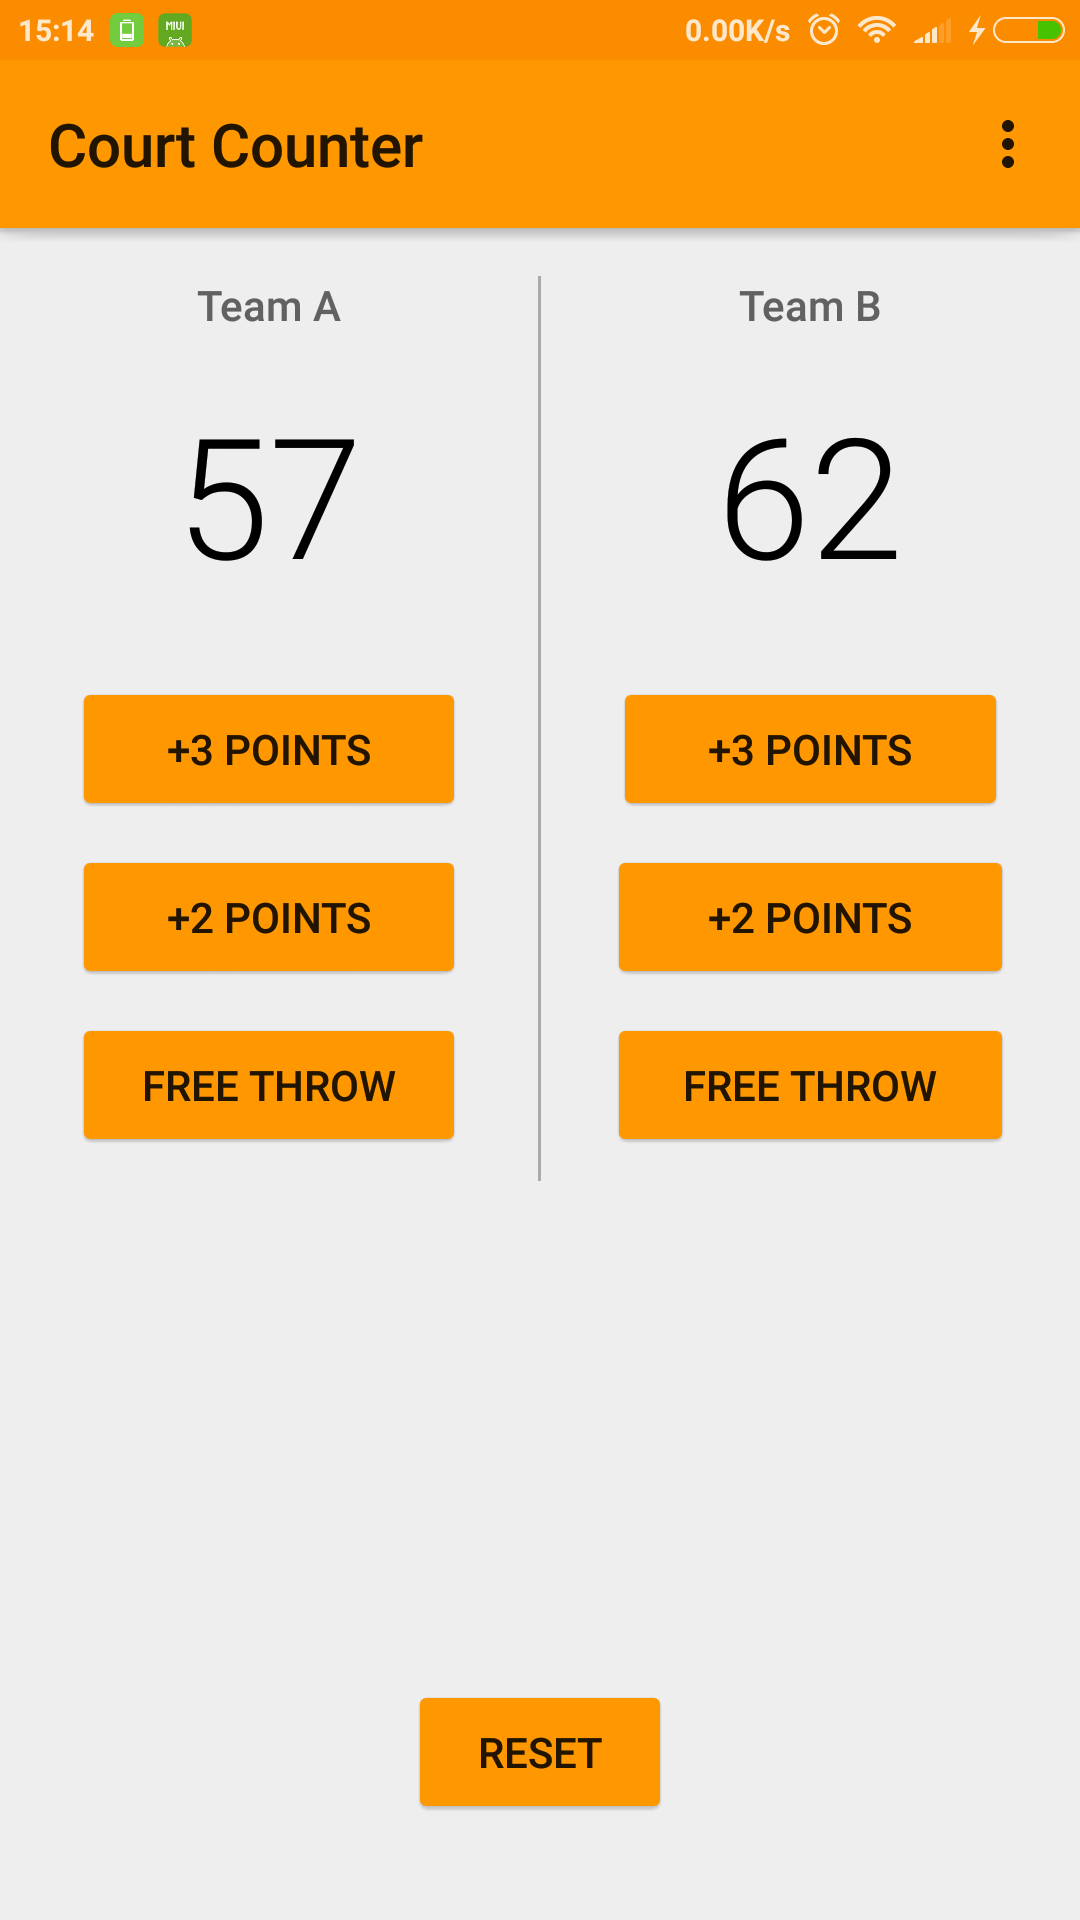 15:14 MIUI 0.00K/s
Court Counter
Team A
57
+3 POINTS
+2 POINTS
FREE THROW
Team B
62
+3 POINTS
+2 POINTS
FREE THROW
RESET